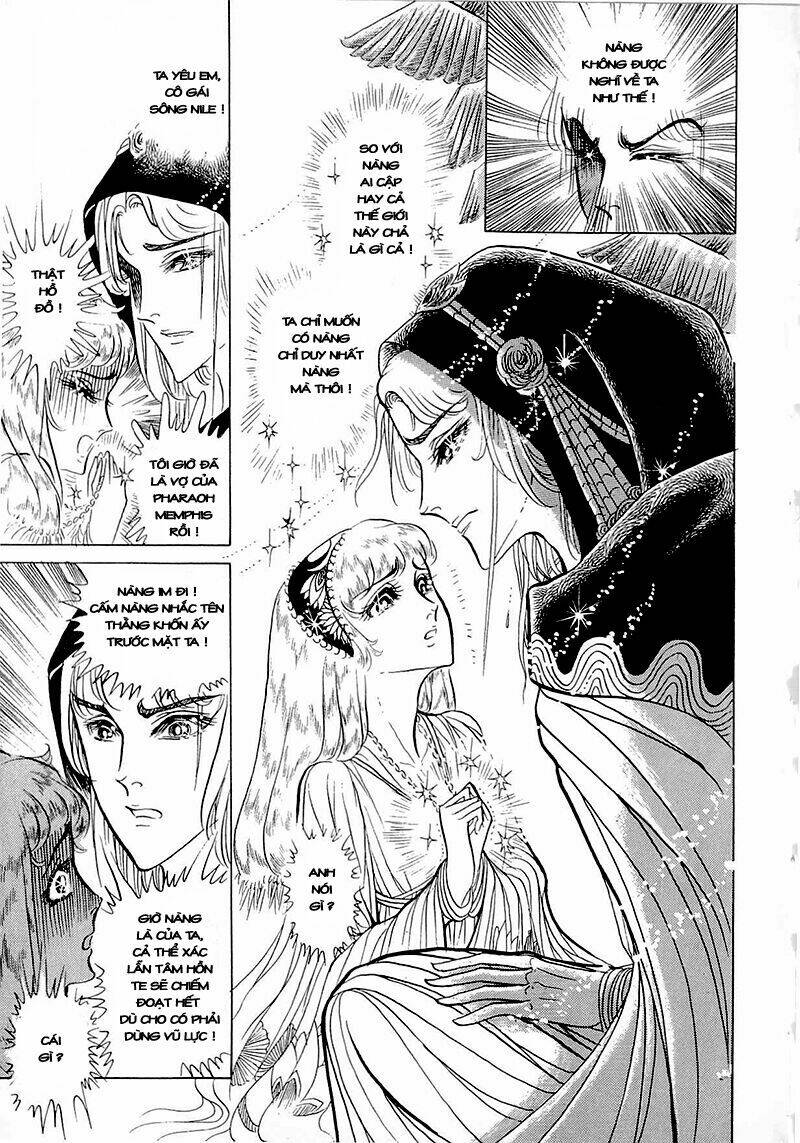 NÀNG
KHÔNG ĐƯỢC
NGHĨ VỀ TA
NHƯ THẾ !
SO VỚI
NÀNG
AI CẬP
HAY CẢ
THẾ GIỚI
NÀY CHẢ
LÀ GÌ CẢ !
TA CHỈ MUỐN
CÓ NÀNG
CHỈ DUY NHẤT
NÀNG
MÀ THÔI !
ANH
NÓI
GÌ ?
TA YÊU EM,
CÔ GÁI
SÔNG NILE !
THẬT
HỒ
ĐỒ !
TÔI GIỜ ĐÃ
LÀ VỢ CỦA
PHARAOH
MEMPHIS
RỒI !
NÀNG IM ĐI !
CẤM NÀNG NHẮC TÊN
THẰNG KHỐN ẤY
TRƯỚC MẶT TA !
GIỜ NÀNG
LÀ CỦA TA,
CẢ THỂ XÁC
LẪN TÂM HỒN
TE SẼ CHIẾM
ĐOẠT HẾT
DÙ CHO CÓ PHẢI
DÙNG VŨ LỰC !
CÁI
GÌ ?
3